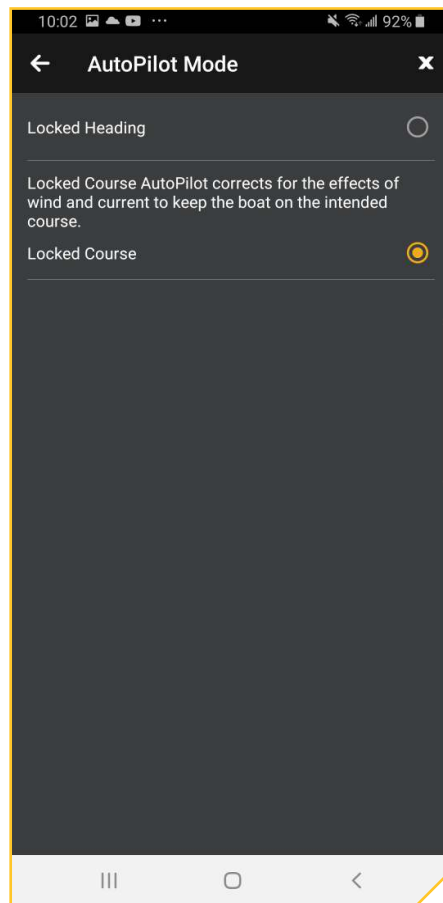 10:02 92%
AutoPilot Mode
Locked Heading
Locked Course AutoPilot corrects for the effects of
wind and current to keep the boat on the intended
course.
Locked Course